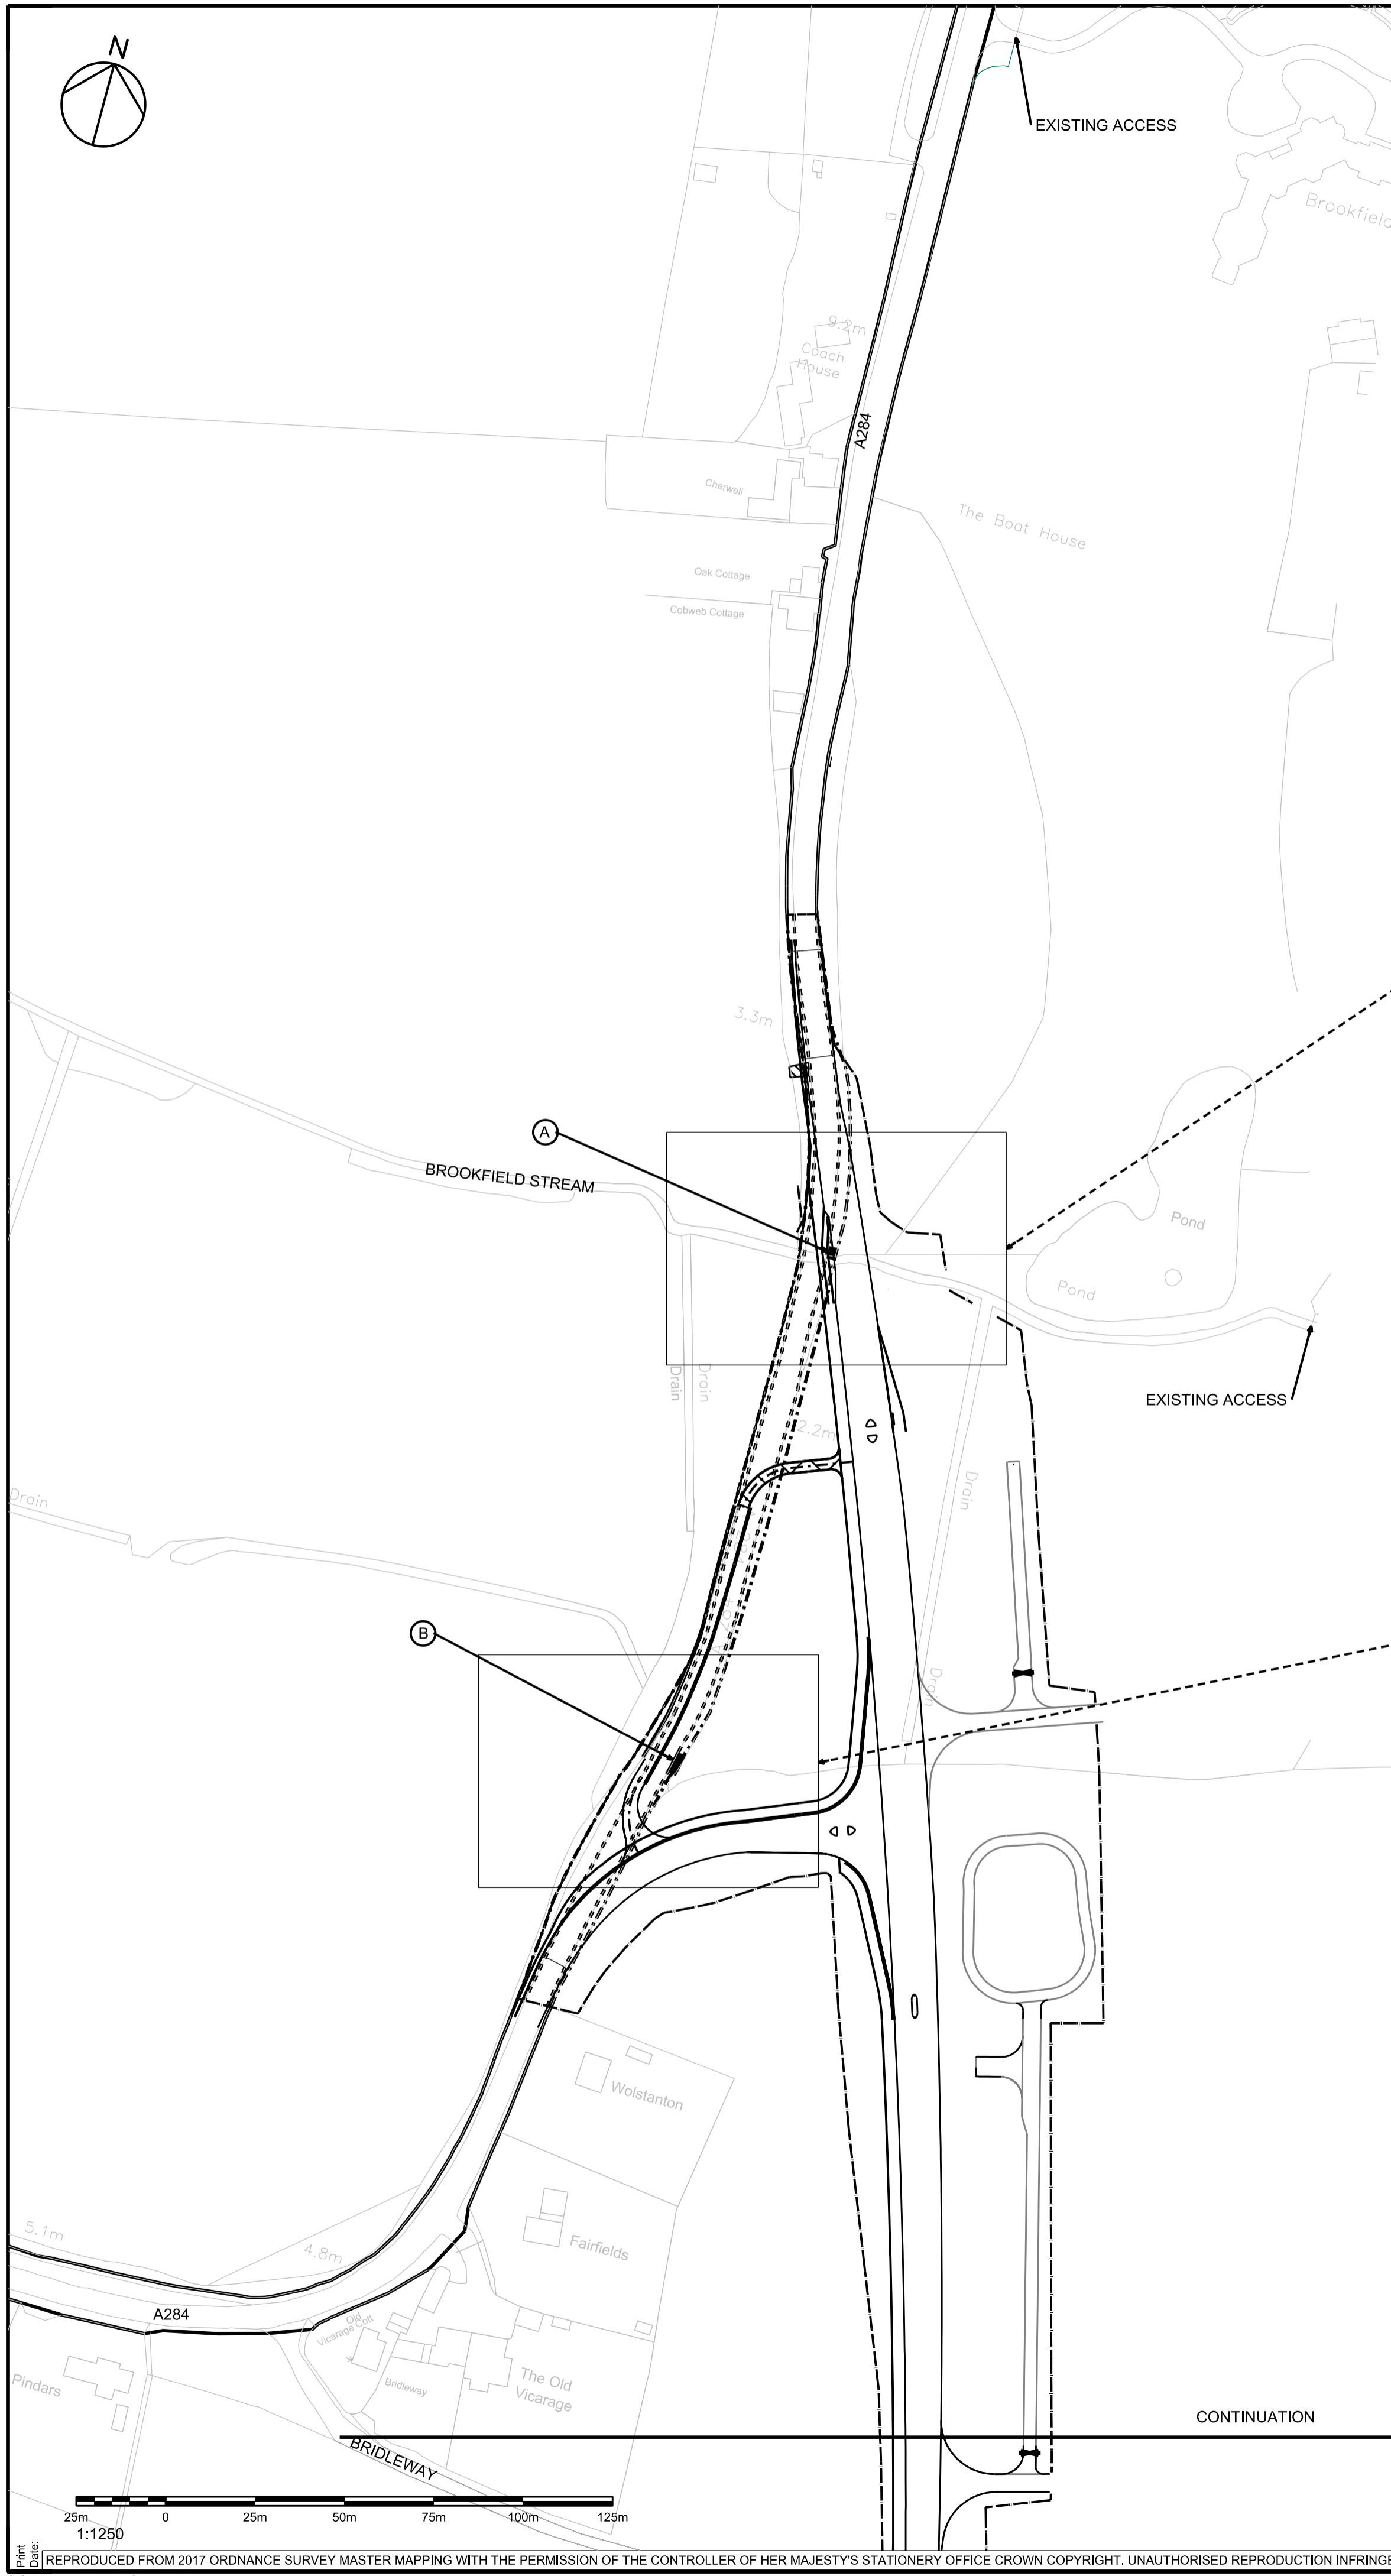 N
EXISTING ACCESS
Brookfield
9.2m
Coach
House
A284
Cherwell
The Boat House
Oak Cottage
Cobweb Cottage
3.3m
A
BROOKFIELD STREAM
Pond
Pond
EXISTING ACCESS
Drain
Drain
2.2m
Drain
Drain
B
Drain
Wolstanton
Fairfields
5.1m
4.8m
A284
Old
Vicarage Cott
Pindars
Bridleway
The Old
Vicarage
CONTINUATION
BRIDLEWAY
25m 0 25m 50m 75m 100m 125m
1:1250
Print
Date:
REPRODUCED FROM 2017 ORDNANCE SURVEY MASTER MAPPING WITH THE PERMISSION OF THE CONTROLLER OF HER MAJESTY'S STATIONERY OFFICE CROWN COPYRIGHT. UNAUTHORISED REPRODUCTION